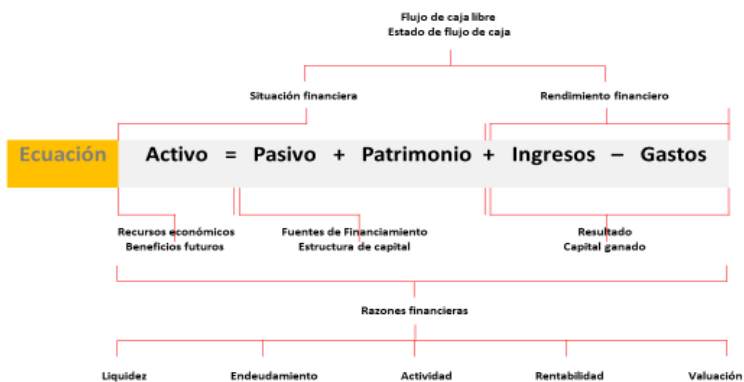 Flujo de caja libre
Estado de flujo de caja
Situación financiera
Rendimiento financiero
Ecuación Activo = Pasivo + Patrimonio + Ingresos – Gastos
Recursos económicos
Beneficios futuros
Fuentes de Financiamiento
Estructura de capital
Resultado
Capital ganado
Razones financieras
Liquidez
Endeudamiento
Actividad
Rentabilidad
Valuación